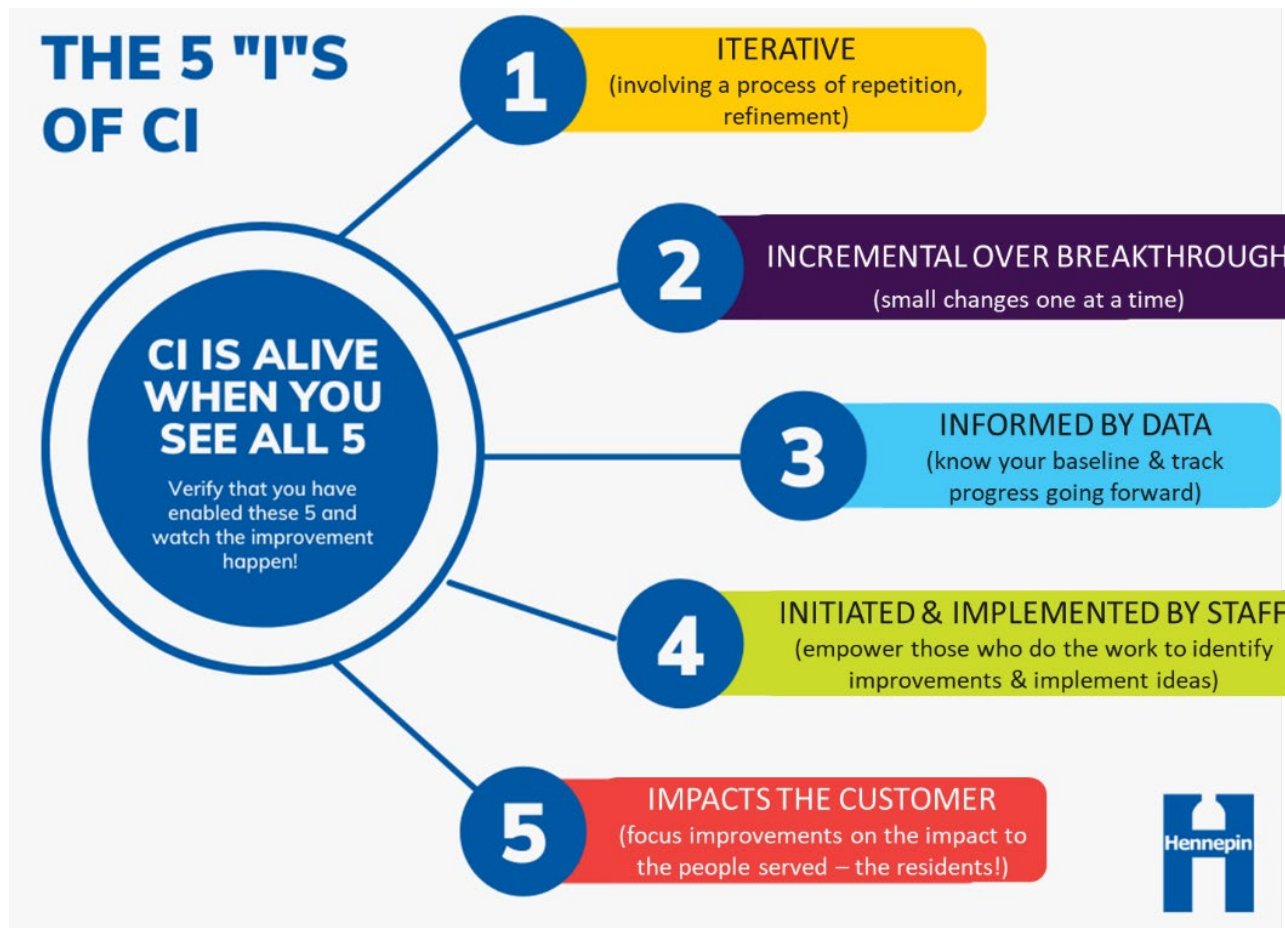 THE 5 "I"S
OF CI
1
ITERATIVE
(involving a process of repetition,
refinement)
2
INCREMENTAL OVER BREAKTHROUGH
(small changes one at a time)
CI IS ALIVE
WHEN YOU
SEE ALL 5
Verify that you have
enabled these 5 and
watch the improvement
happen!
3
INFORMED BY DATA
(know your baseline & track
progress going forward)
4
INITIATED & IMPLEMENTED BY STAFF
(empower those who do the work to identify
improvements & implement ideas)
5
IMPACTS THE CUSTOMER
(focus improvements on the impact to
the people served – the residents!)
Hennepin